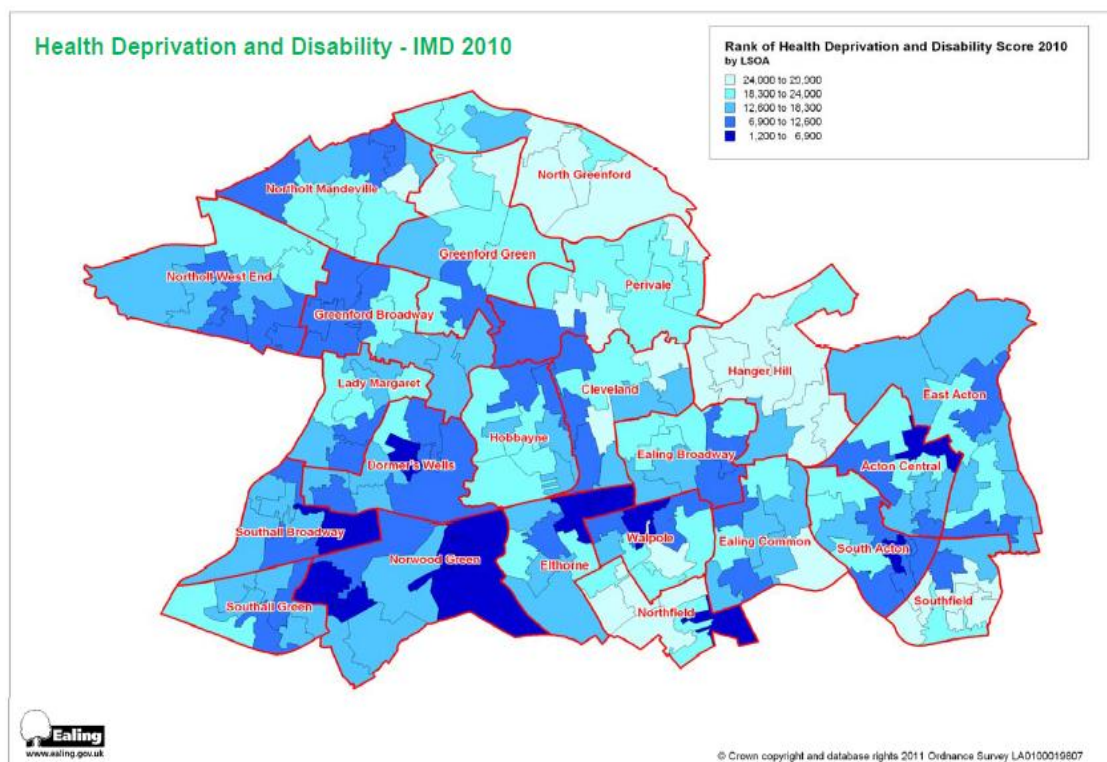 Health Deprivation and Disability - IMD 2010
Rank of Health Deprivation and Disability Score 2010
by LSOA
24,000 to 29,900
18,300 to 24,000
12,600 to 18,300
6,900 to 12,600
1,200 to 6,900
North Greenford
Northolt Mandeville
Greenford Green
Northolt West End
Perivale
Greenford Broadway
Hanger Hill
Lady Margaret
Cleveland
East Acton
Hobbayne
Ealing Broadway
Dormer's Wells
Acton Central
Southall Broadway
Walpole
Ealing Common
South Acton
Norwood Green
Elthorne
Southall Green
Northfield
Southfield
Ealing
www.ealing.gov.uk
© Crown copyright and database rights 2011 Ordnance Survey LA0100019807